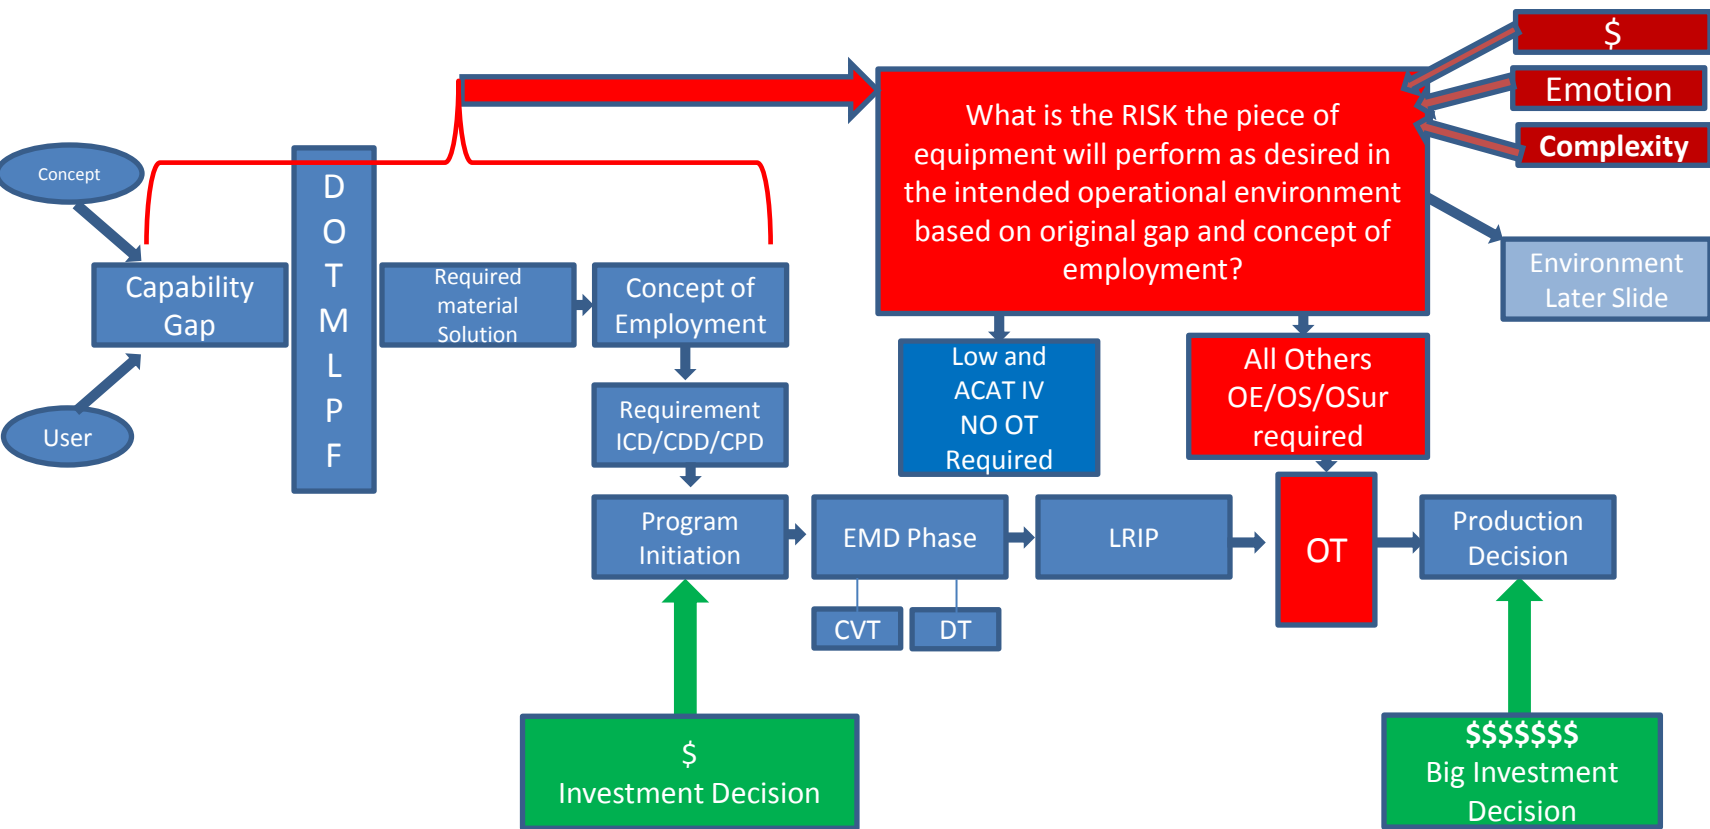 $
Emotion
Complexity
What is the RISK the piece of
equipment will perform as desired in
the intended operational environment
based on original gap and concept of
employment?
Concept
User
Capability
Gap
D
O
T
M
L
P
F
Required
material
Solution
Concept of
Employment
Environment
Later Slide
Low and
ACAT IV
NO OT
Required
All Others
OE/OS/OSur
required
Requirement
ICD/CDD/CPD
Program
Initiation
EMD Phase
LRIP
OT
Production
Decision
CVT
DT
$
Investment Decision
$$$$$$$
Big Investment
Decision